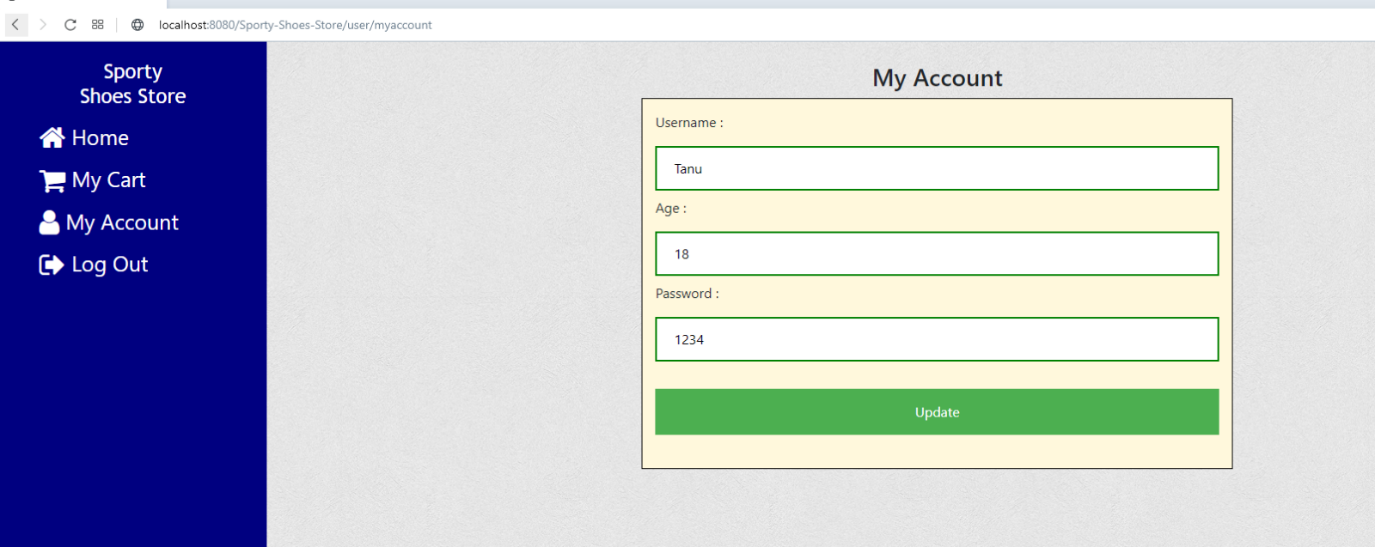 localhost:8080/Sporty-Shoes-Store/user/myaccount
Sporty
Shoes Store
Home
My Cart
My Account
Log Out
My Account
Username :
Tanu
Age :
18
Password :
1234
Update